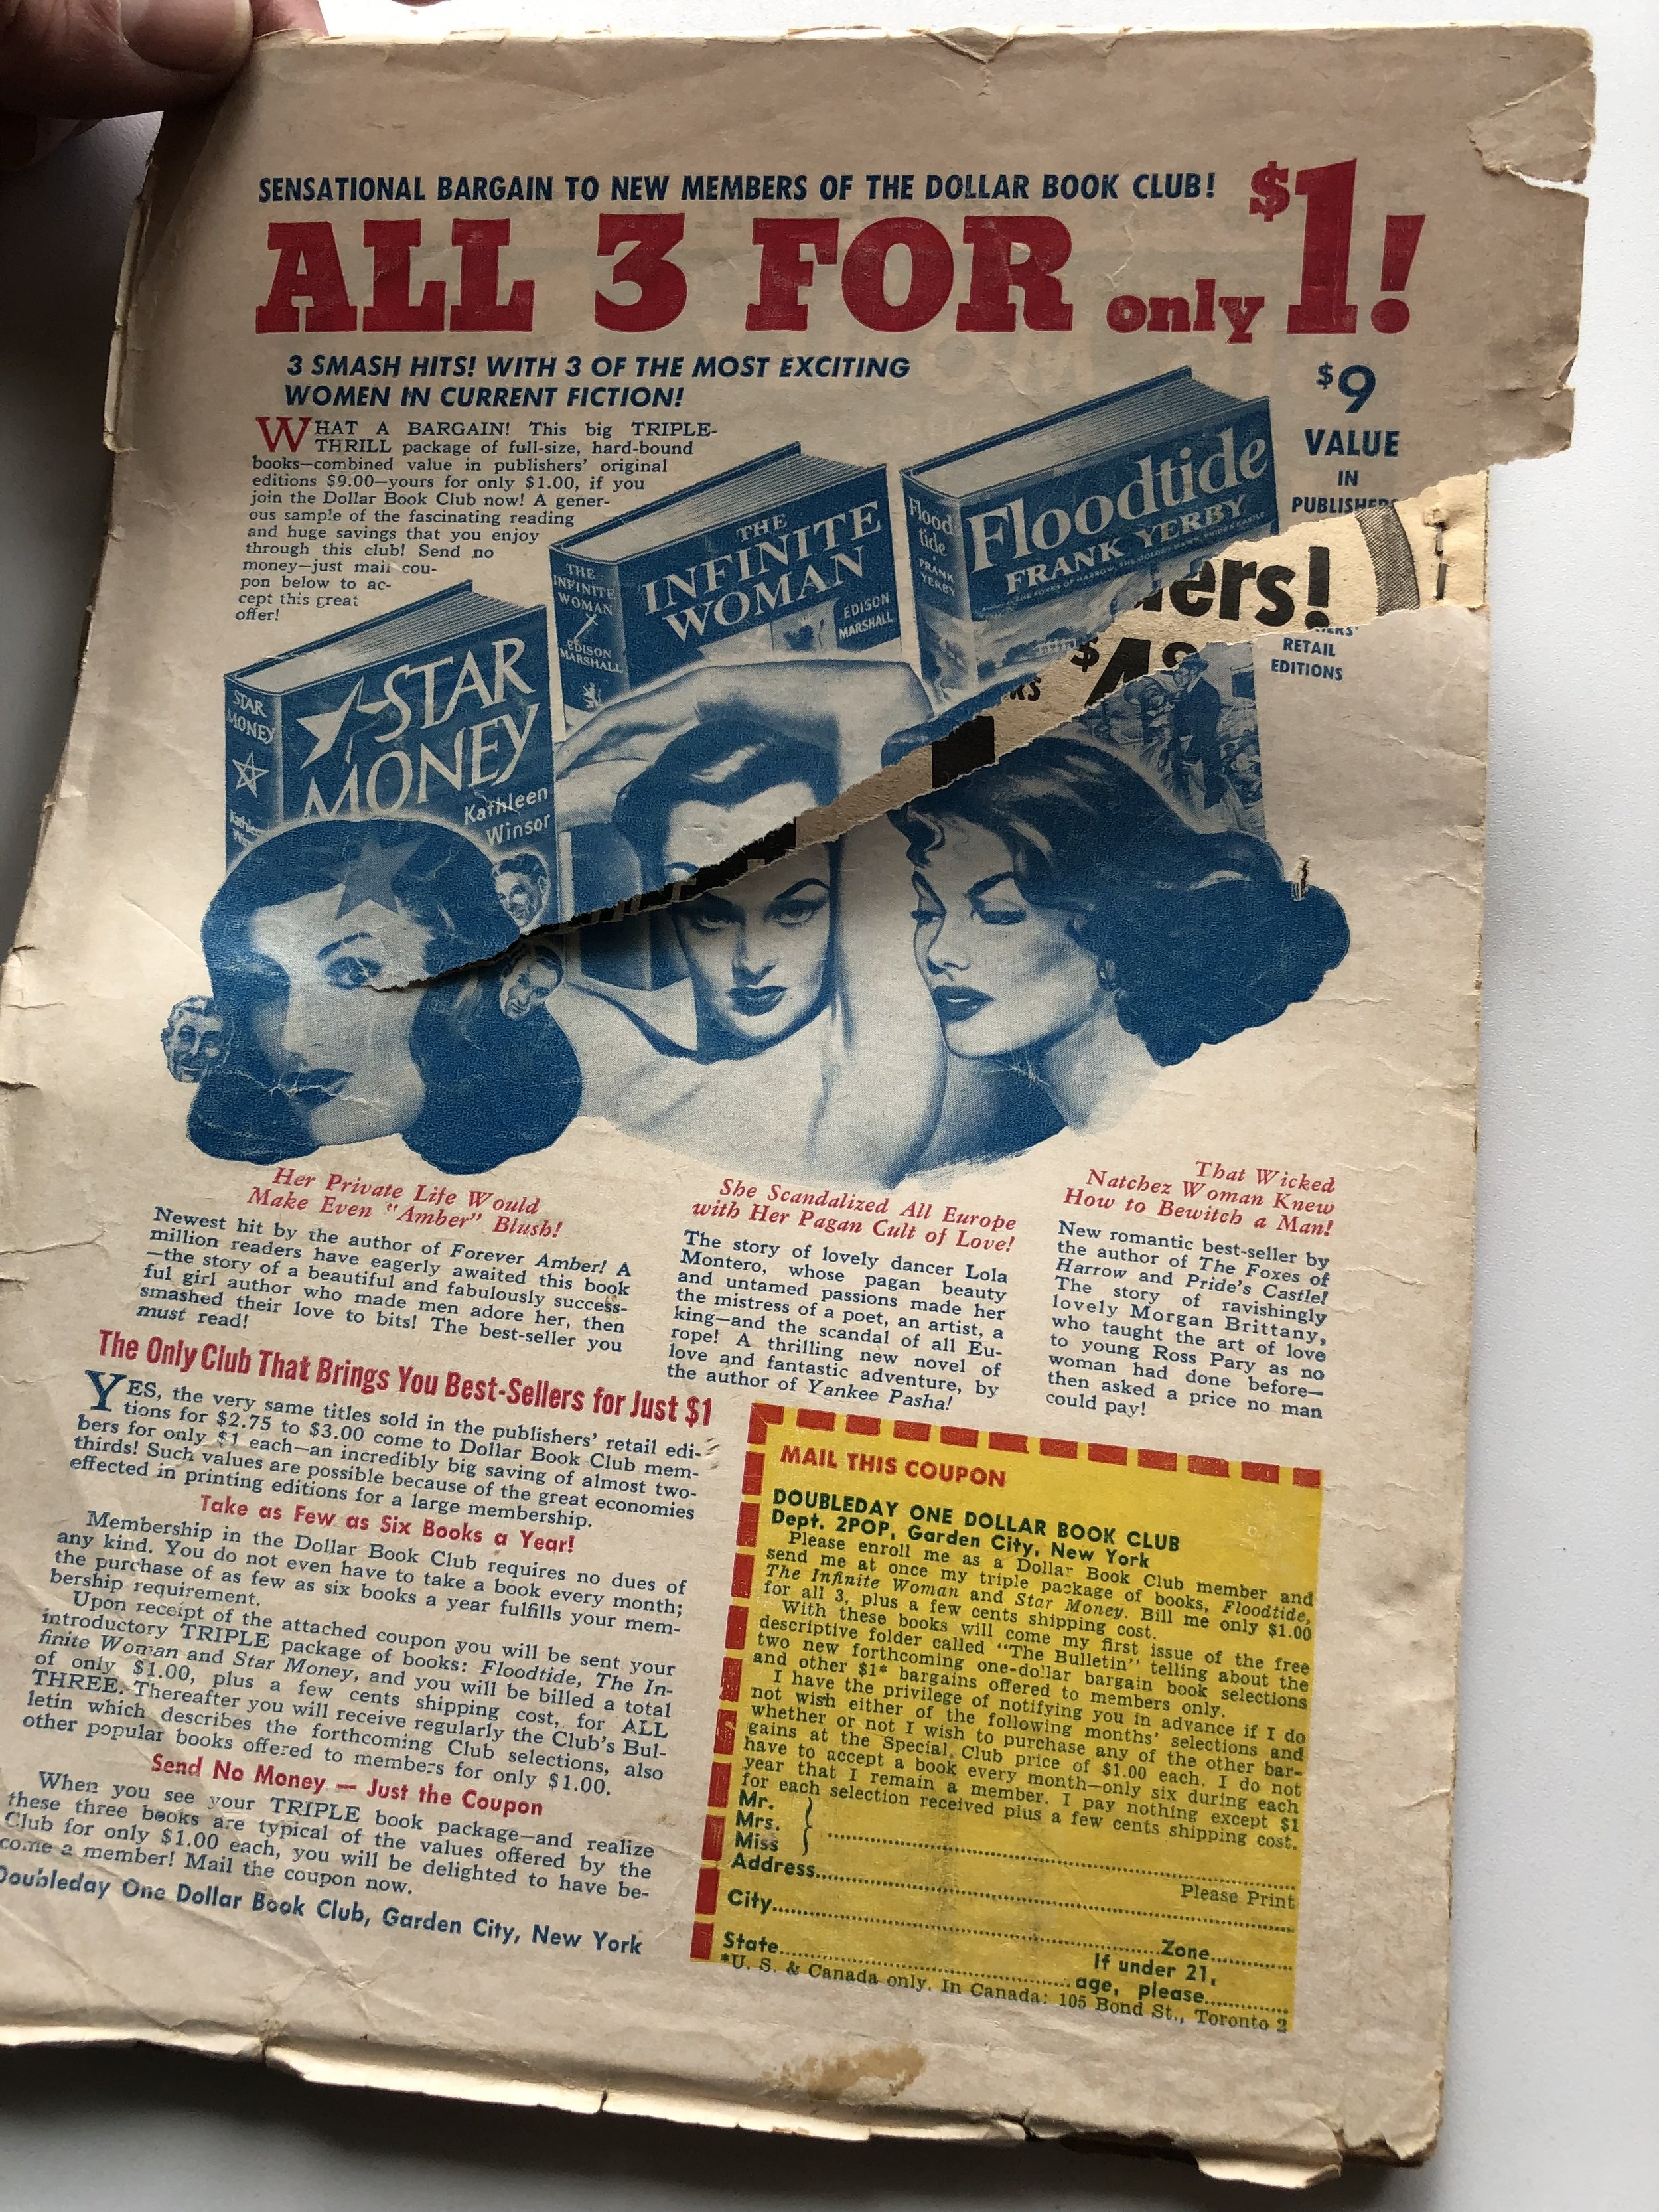 SENSATIONAL BARGAIN TO NEW MEMBERS OF THE DOLLAR BOOK CLUB!
ALL 3 FOR only $1!
3 SMASH HITS! WITH 3 OF THE MOST EXCITING
WOMEN IN CURRENT FICTION!
WHAT A BARGAIN! This big TRIPLE-
THRILL package of full-size, hard-bound
books—combined value in publishers' original
editions $9.00—yours for only $1.00, if you
join the Dollar Book Club now! A gener-
ous sample of the fascinating reading
and huge savings that you enjoy
through this club! Send no
money—just mail cou-
pon below to ac-
cept this great
offer!
$9
VALUE
IN
PUBLISHERS'
RETAIL
EDITIONS
ers!
$4
STAR
MONEY
STAR
MONEY
Kathleen
Winsor
THE
INFINITE
WOMAN
EDISON
MARSHALL
THE
INFINITE
WOMAN
EDISON
MARSHALL
Flood
tide
FRANK
YERBY
Floodtide
FRANK YERBY
Her Private Life Would
Make Even "Amber" Blush!
Newest hit by the author of Forever Amber! A
million readers have eagerly awaited this book
—the story of a beautiful and fabulously success-
ful girl author who made men adore her, then
smashed their love to bits! The best-seller you
must read!
She Scandalized All Europe
with Her Pagan Cult of Love!
The story of lovely dancer Lola
Montero, whose pagan beauty
and untamed passions made her
the mistress of a poet, an artist, a
king—and the scandal of all Eu-
rope! A thrilling new novel of
love and fantastic adventure, by
the author of Yankee Pasha!
That Wicked
Natchez Woman Knew
How to Bewitch a Man!
New romantic best-seller by
the author of The Foxes of
Harrow and Pride's Castle!
The story of ravishingly
lovely Morgan Brittany,
who taught the art of love
to young Ross Pary as no
woman had done before—
then asked a price no man
could pay!
The Only Club That Brings You Best-Sellers for Just $1
YES, the very same titles sold in the publishers' retail edi-
tions for $2.75 to $3.00 come to Dollar Book Club mem-
bers for only $1 each—an incredibly big saving of almost two-
thirds! Such values are possible because of the great economies
effected in printing editions for a large membership.
Take as Few as Six Books a Year!
Membership in the Dollar Book Club requires no dues of
any kind. You do not even have to take a book every month;
the purchase of as few as six books a year fulfills your mem-
bership requirement.
Upon receipt of the attached coupon you will be sent your
introductory TRIPLE package of books: Floodtide, The In-
finite Woman and Star Money, and you will be billed a total
of only $1.00, plus a few cents shipping cost, for ALL
THREE. Thereafter you will receive regularly the Club's Bul-
letin which describes the forthcoming Club selections, also
other popular books offered to members for only $1.00.
Send No Money — Just the Coupon
When you see your TRIPLE book package—and realize
these three books are typical of the values offered by the
Club for only $1.00 each, you will be delighted to have be-
come a member! Mail the coupon now.
Doubleday One Dollar Book Club, Garden City, New York
MAIL THIS COUPON
DOUBLEDAY ONE DOLLAR BOOK CLUB
Dept. 2POP, Garden City, New York
Please enroll me as a Dollar Book Club member and
send me at once my triple package of books, Floodtide,
The Infinite Woman and Star Money. Bill me only $1.00
for all 3, plus a few cents shipping cost.
With these books will come my first issue of the free
descriptive folder called "The Bulletin" telling about the
two new forthcoming one-dollar bargain book selections
and other $1* bargains offered to members only.
I have the privilege of notifying you in advance if I do
not wish either of the following months' selections and
whether or not I wish to purchase any of the other bar-
gains at the Special Club price of $1.00 each. I do not
have to accept a book every month—only six during each
year that I remain a member. I pay nothing except $1
for each selection received plus a few cents shipping cost.
Mr.
Mrs.
Miss
Please Print
Address
City
Zone
If under 21,
State
age, please
*U. S. & Canada only. In Canada: 105 Bond St., Toronto 2